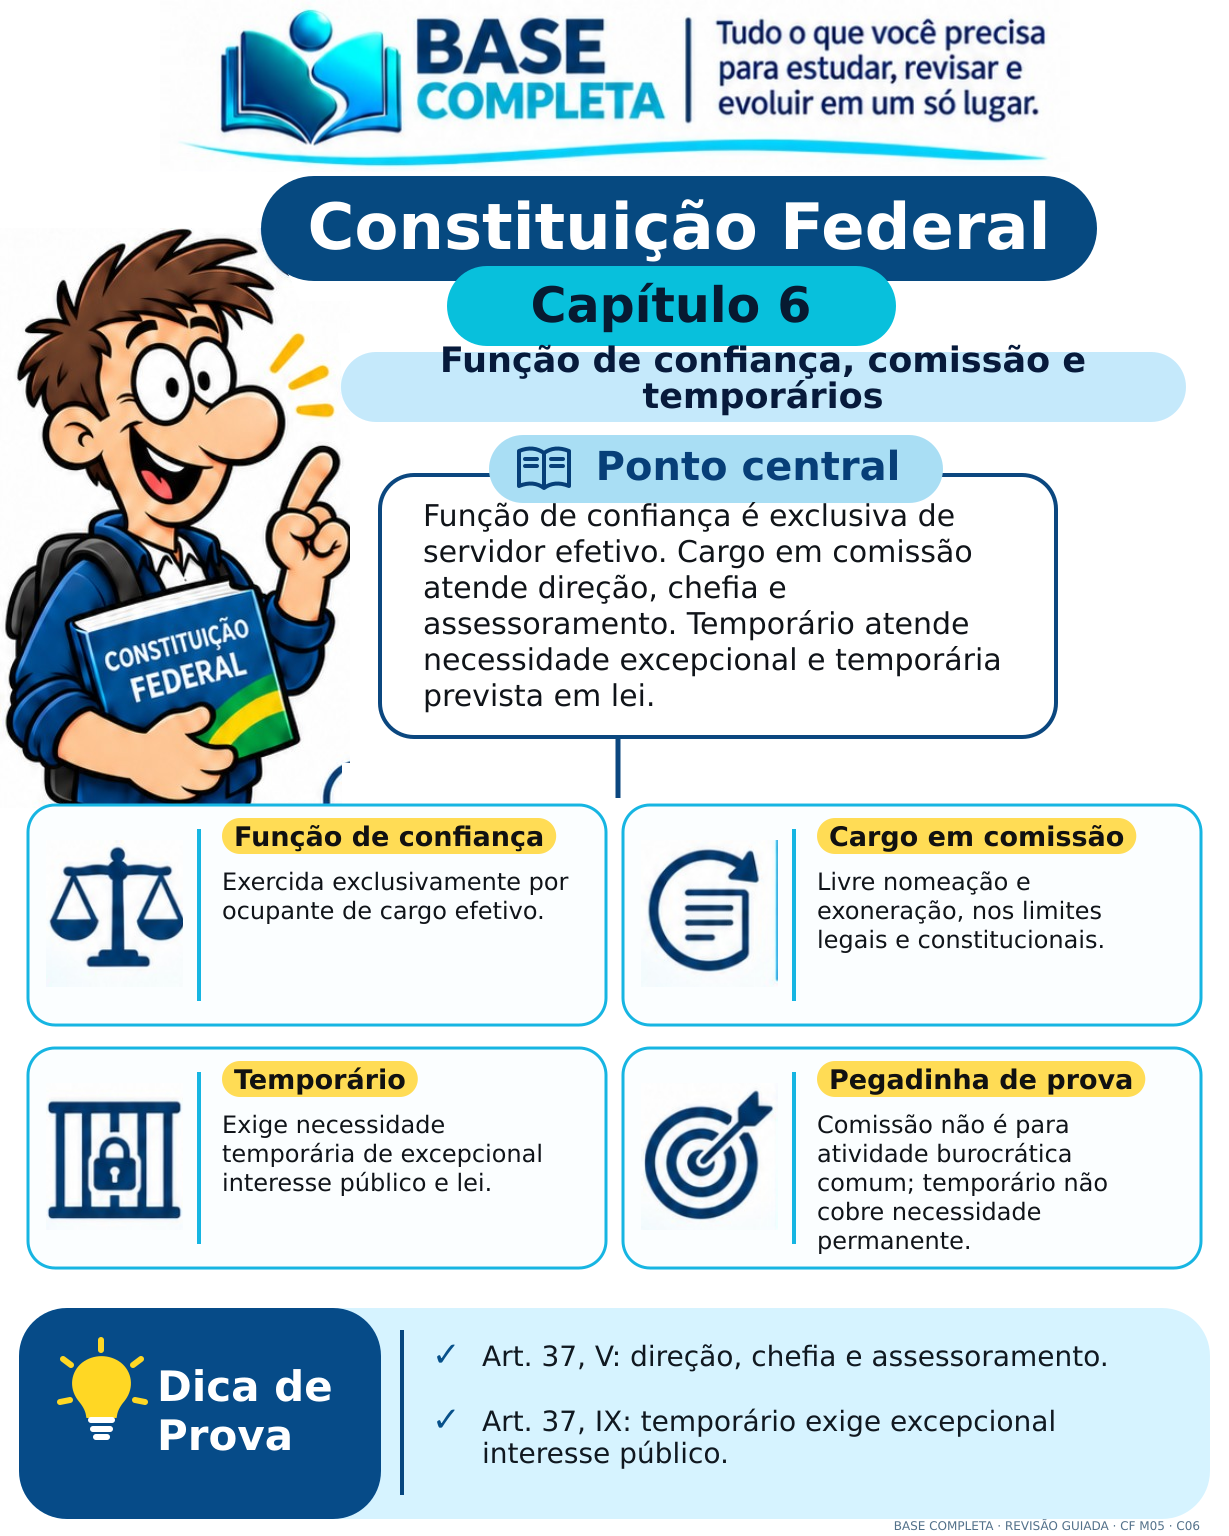 BASE
COMPLETA
Tudo o que você precisa
para estudar, revisar e
evoluir em um só lugar.
Constituição Federal
Capítulo 6
Função de confiança, comissão e
temporários
Ponto central
Função de confiança é exclusiva de
servidor efetivo. Cargo em comissão
atende direção, chefia e
assessoramento. Temporário atende
necessidade excepcional e temporária
prevista em lei.
CONSTITUIÇÃO
FEDERAL
Função de confiança
Exercida exclusivamente por
ocupante de cargo efetivo.
Cargo em comissão
Livre nomeação e
exoneração, nos limites
legais e constitucionais.
Temporário
Exige necessidade
temporária de excepcional
interesse público e lei.
Pegadinha de prova
Comissão não é para
atividade burocrática
comum; temporário não
cobre necessidade
permanente.
Dica de
Prova
✓ Art. 37, V: direção, chefia e assessoramento.
✓ Art. 37, IX: temporário exige excepcional
interesse público.
BASE COMPLETA · REVISÃO GUIADA · CF M05 · C06